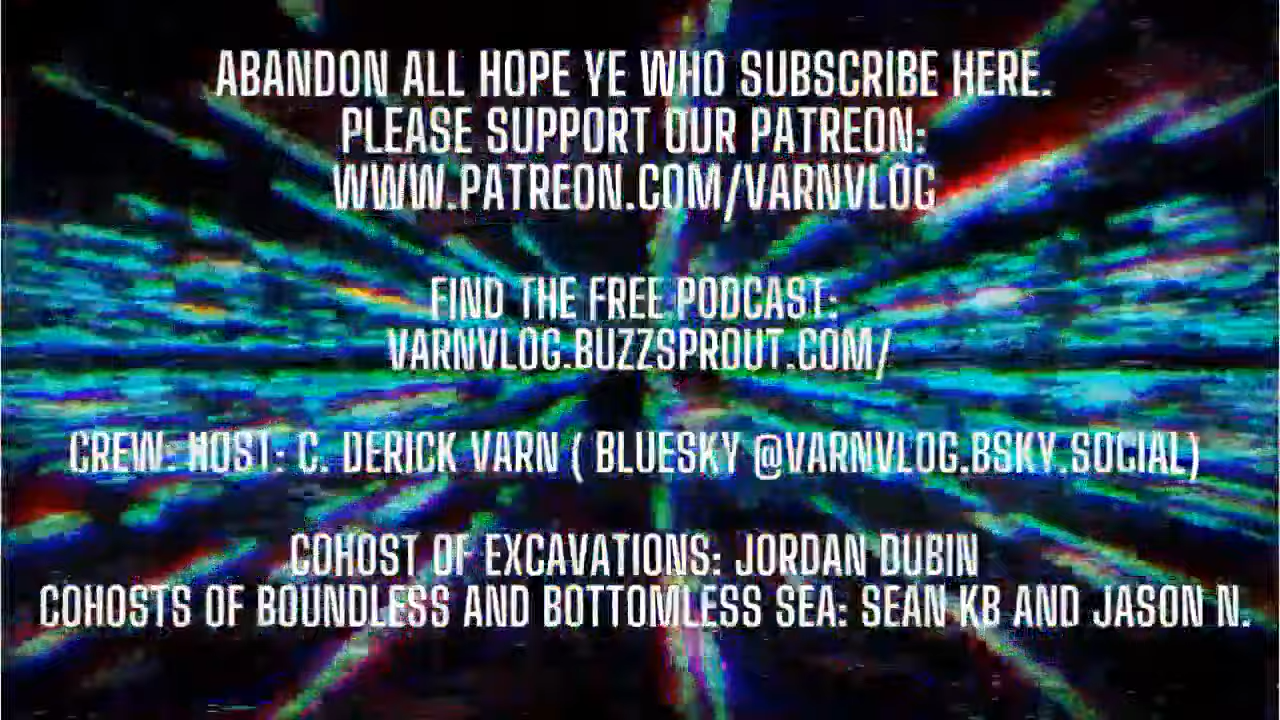 ABANDON ALL HOPE YE WHO SUBSCRIBE HERE.
PLEASE SUPPORT OUR PATREON:
WWW.PATREON.COM/VARNVLOG
FIND THE FREE PODCAST:
VARNVLOG.BUZZSPROUT.COM/
CREW: HOST: C. DERICK VARN ( BLUESKY @VARNVLOG.BSKY.SOCIAL)
COHOST OF EXCAVATIONS: JORDAN DUBIN
COHOSTS OF BOUNDLESS AND BOTTOMLESS SEA: SEAN KB AND JASON N.